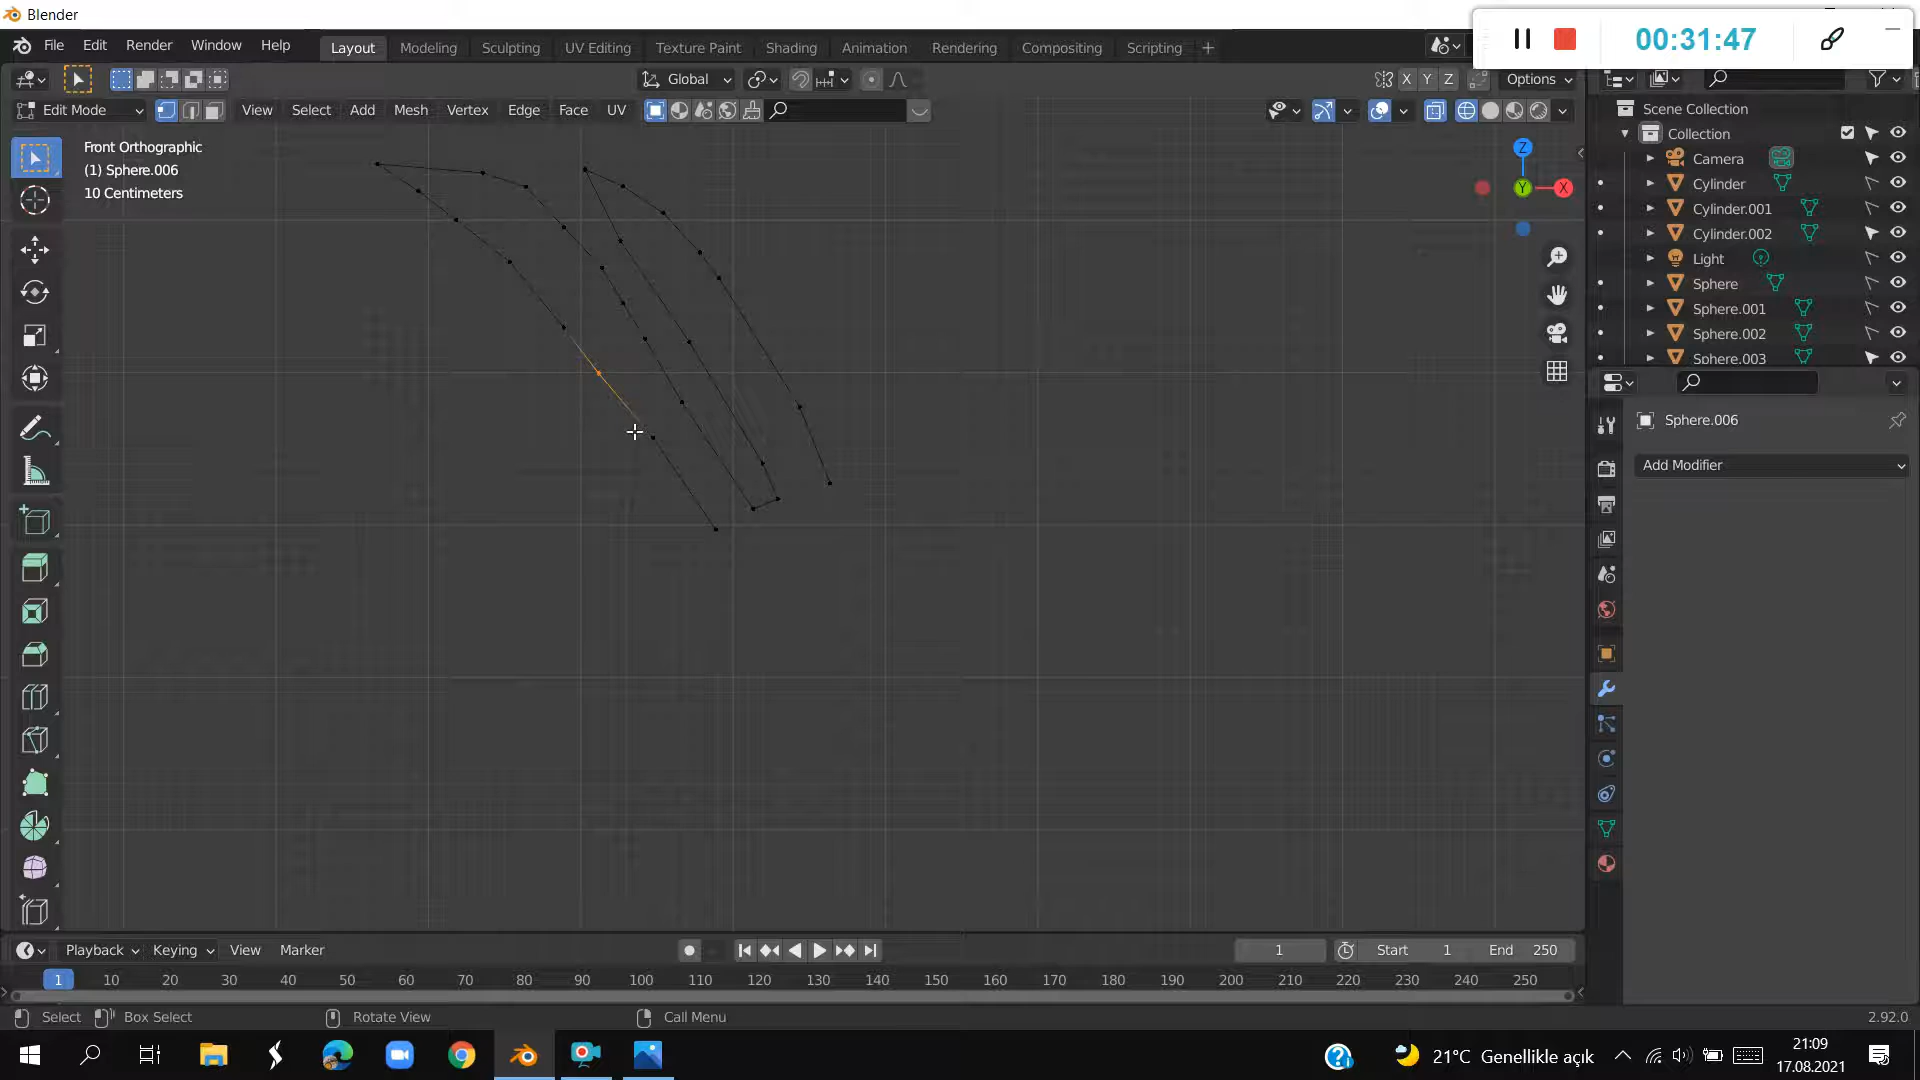 Blender
00:31:47
File Edit Render Window Help
Layout Modeling Sculpting UV Editing Texture Paint Shading Animation Rendering Compositing Scripting +
Global
X Y Z
Options
Edit Mode
View Select Add Mesh Vertex Edge Face UV
Front Orthographic
(1) Sphere.006
10 Centimeters
Z
Y
X
Scene Collection
Collection
Camera
Cylinder
Cylinder.001
Cylinder.002
Light
Sphere
Sphere.001
Sphere.002
Sphere.003
Sphere.006
Add Modifier
Playback Keying View Marker
1
Start 1 End 250
1 10 20 30 40 50 60 70 80 90 100 110 120 130 140 150 160 170 180 190 200 210 220 230 240 250
Select Box Select Rotate View Call Menu
2.92.0
21°C Genellikle açık
21:09
17.08.2021